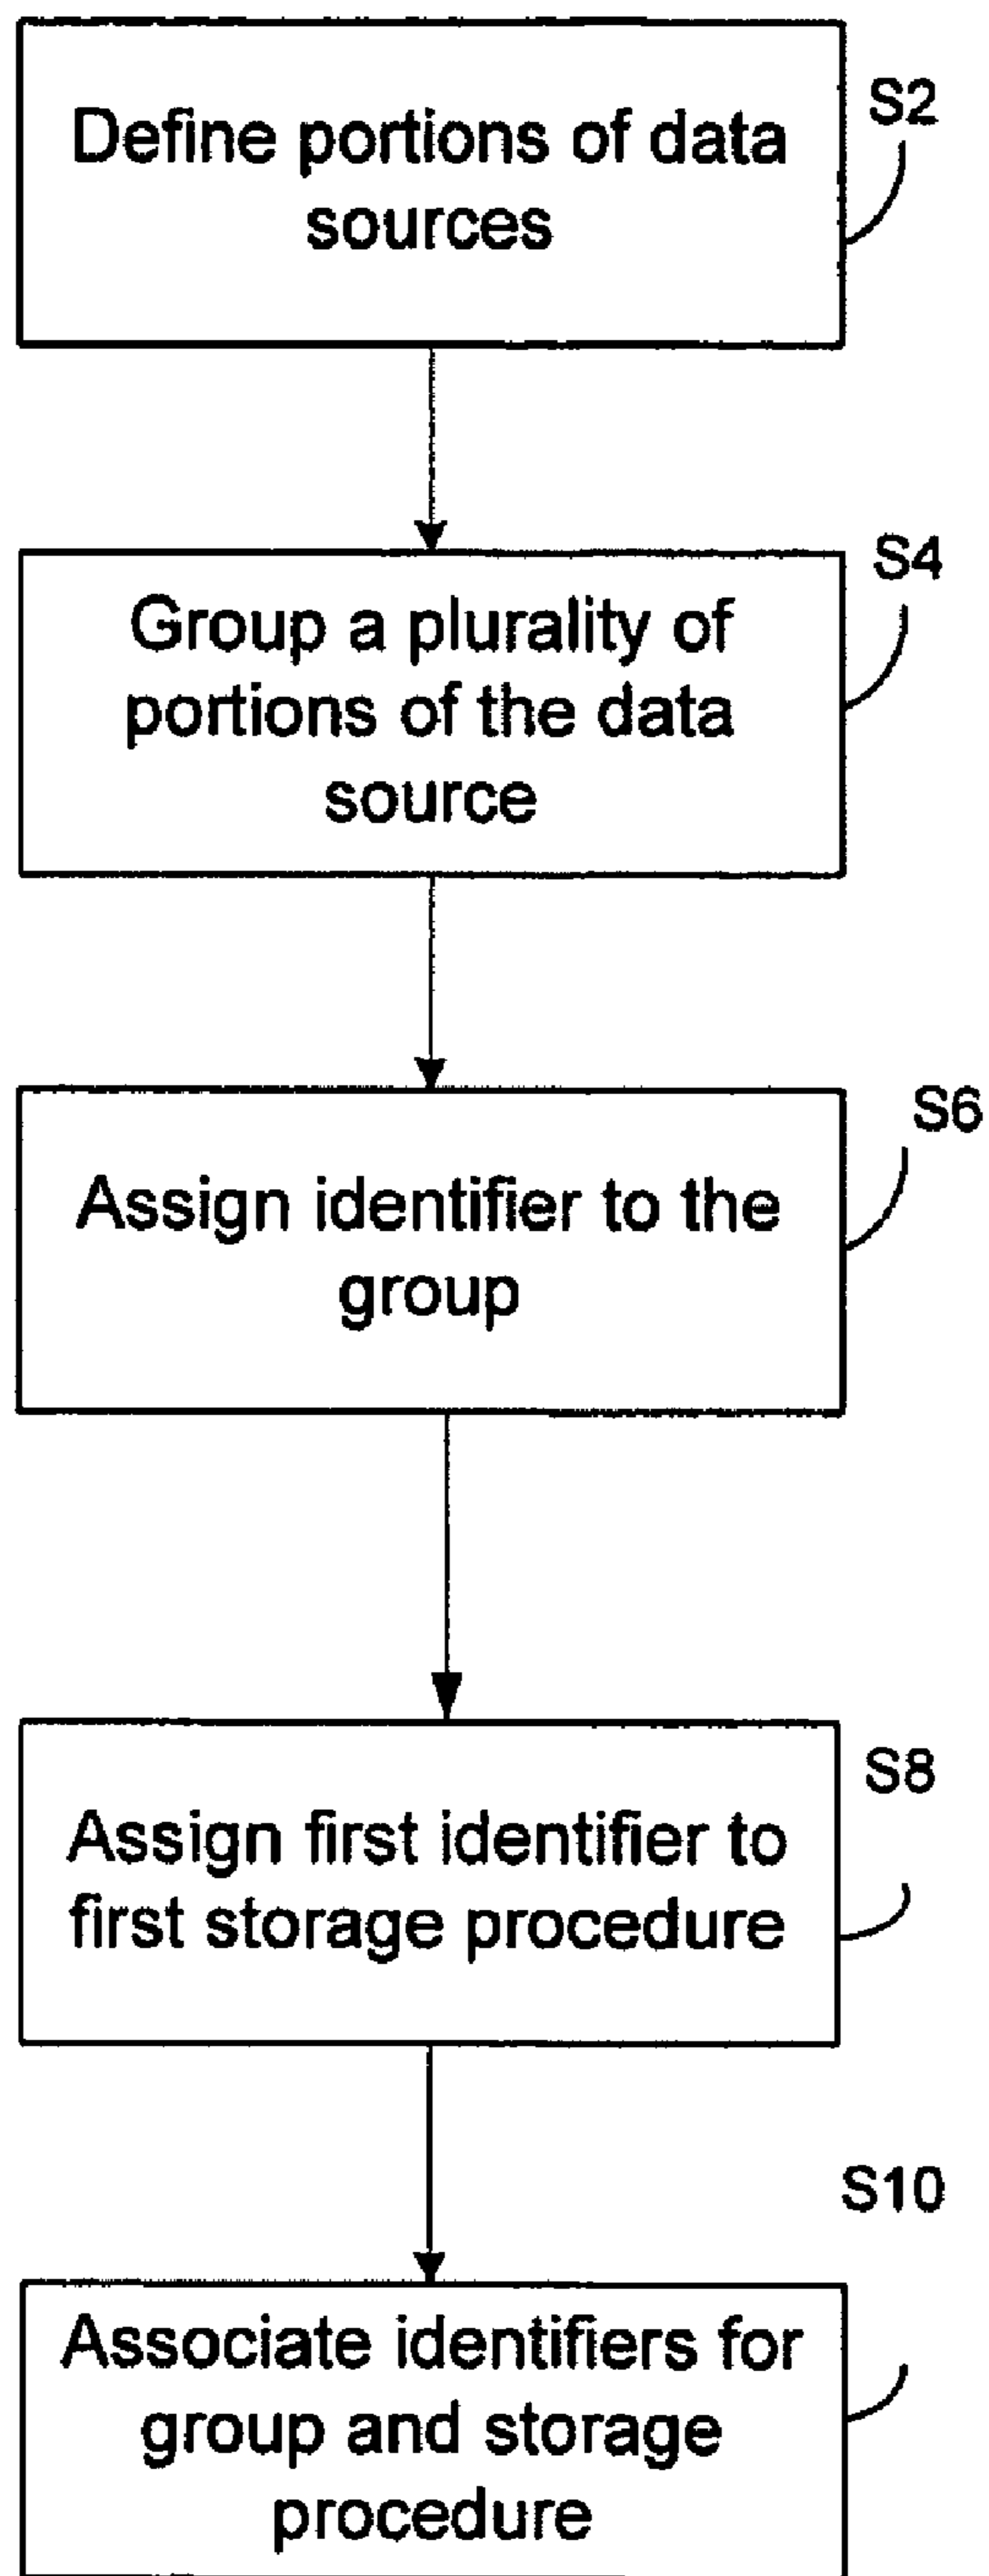 Define portions of data
sources
S2
Group a plurality of
portions of the data
source
S4
Assign identifier to the
group
S6
Assign first identifier to
first storage procedure
S8
Associate identifiers for
group and storage
procedure
S10